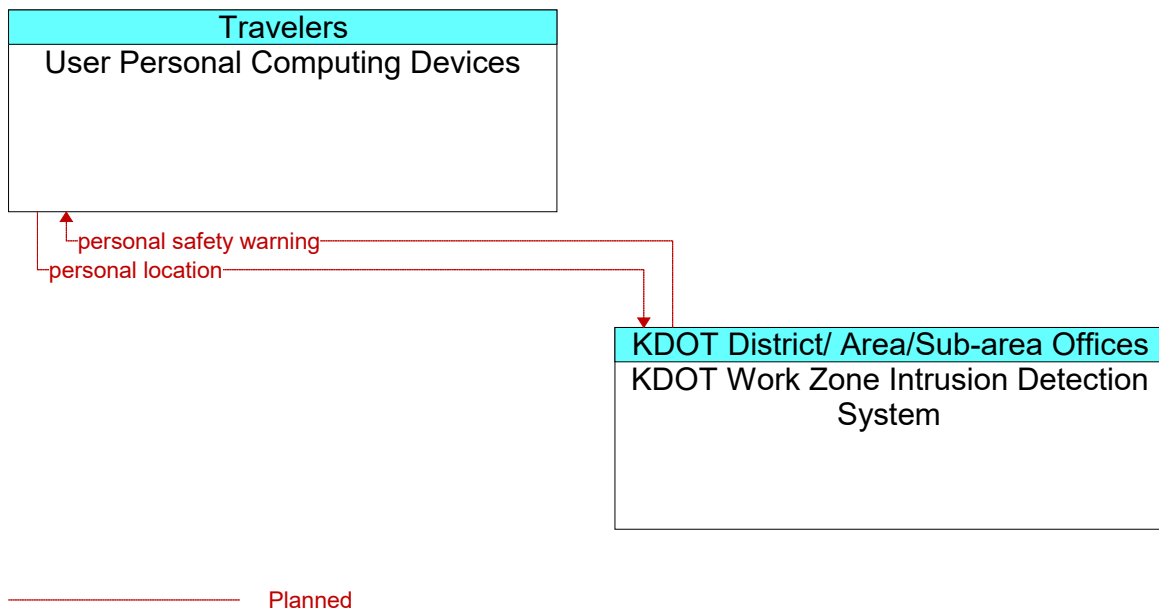 Travelers
User Personal Computing Devices
personal safety warning
personal location
KDOT District/ Area/Sub-area Offices
KDOT Work Zone Intrusion Detection
System
Planned